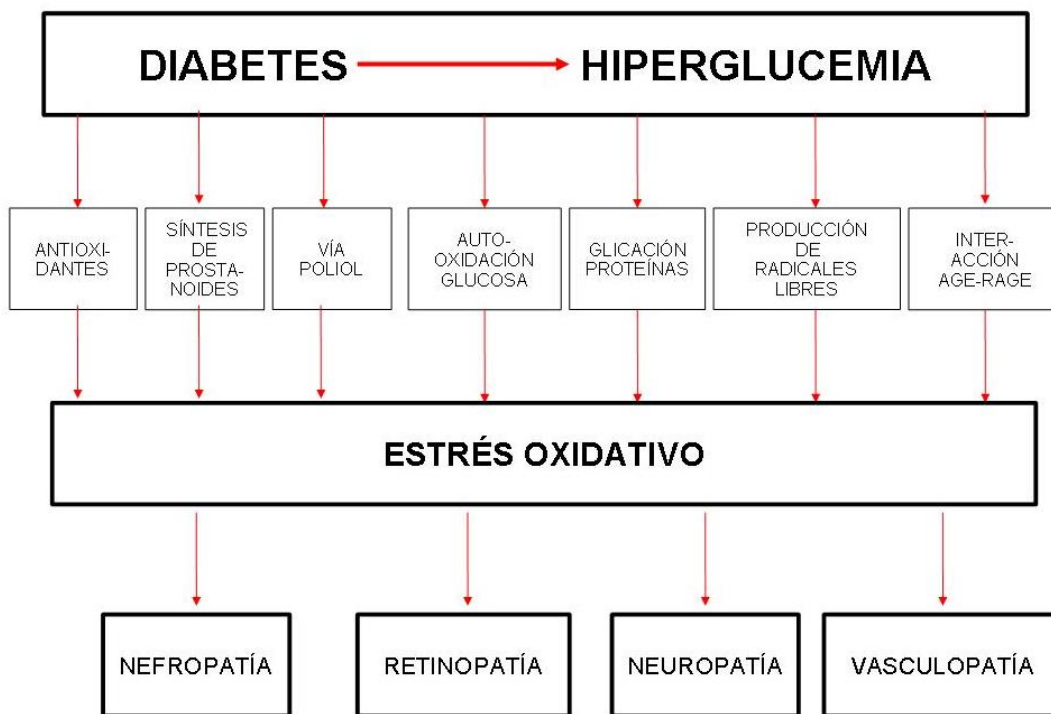 DIABETES HIPERGLUCEMIA
ANTIOXI-
DANTES
SÍNTESIS
DE
PROSTA-
NOIDES
VÍA
POLIOL
AUTO-
OXIDACIÓN
GLUCOSA
GLICACIÓN
PROTEÍNAS
PRODUCCIÓN
DE
RADICALES
LIBRES
INTER-
ACCIÓN
AGE-RAGE
ESTRÉS OXIDATIVO
NEFROPATÍA
RETINOPATÍA
NEUROPATÍA
VASCULOPATÍA